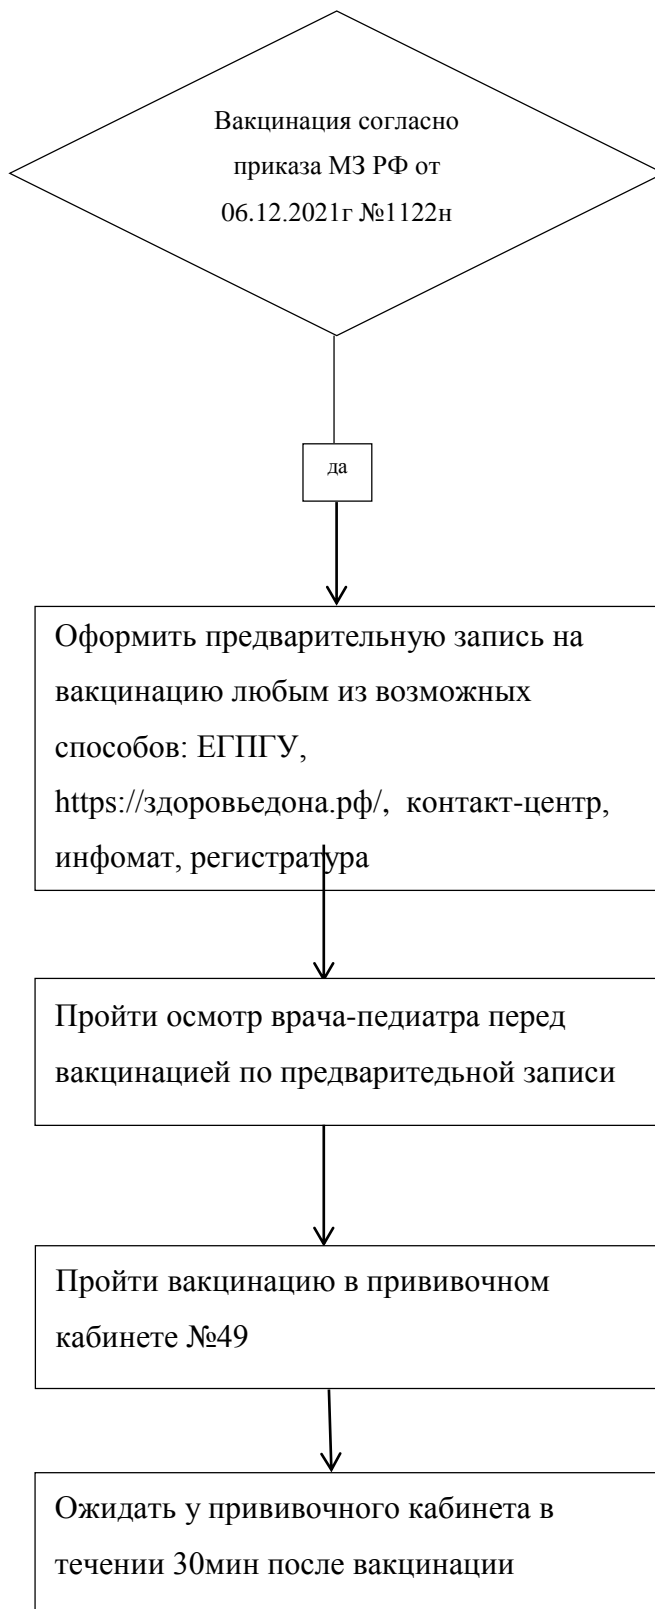 Вакцинация согласно
приказа МЗ РФ от
06.12.2021г №1122н
да
Оформить предварительную запись на
вакцинацию любым из возможных
способов: ЕГПГУ,
https://здоровьедона.рф/, контакт-центр,
инфомат, регистратура
Пройти осмотр врача-педиатра перед
вакцинацией по предваритедьной записи
Пройти вакцинацию в прививочном
кабинете №49
Ожидать у прививочного кабинета в
течении 30мин после вакцинации